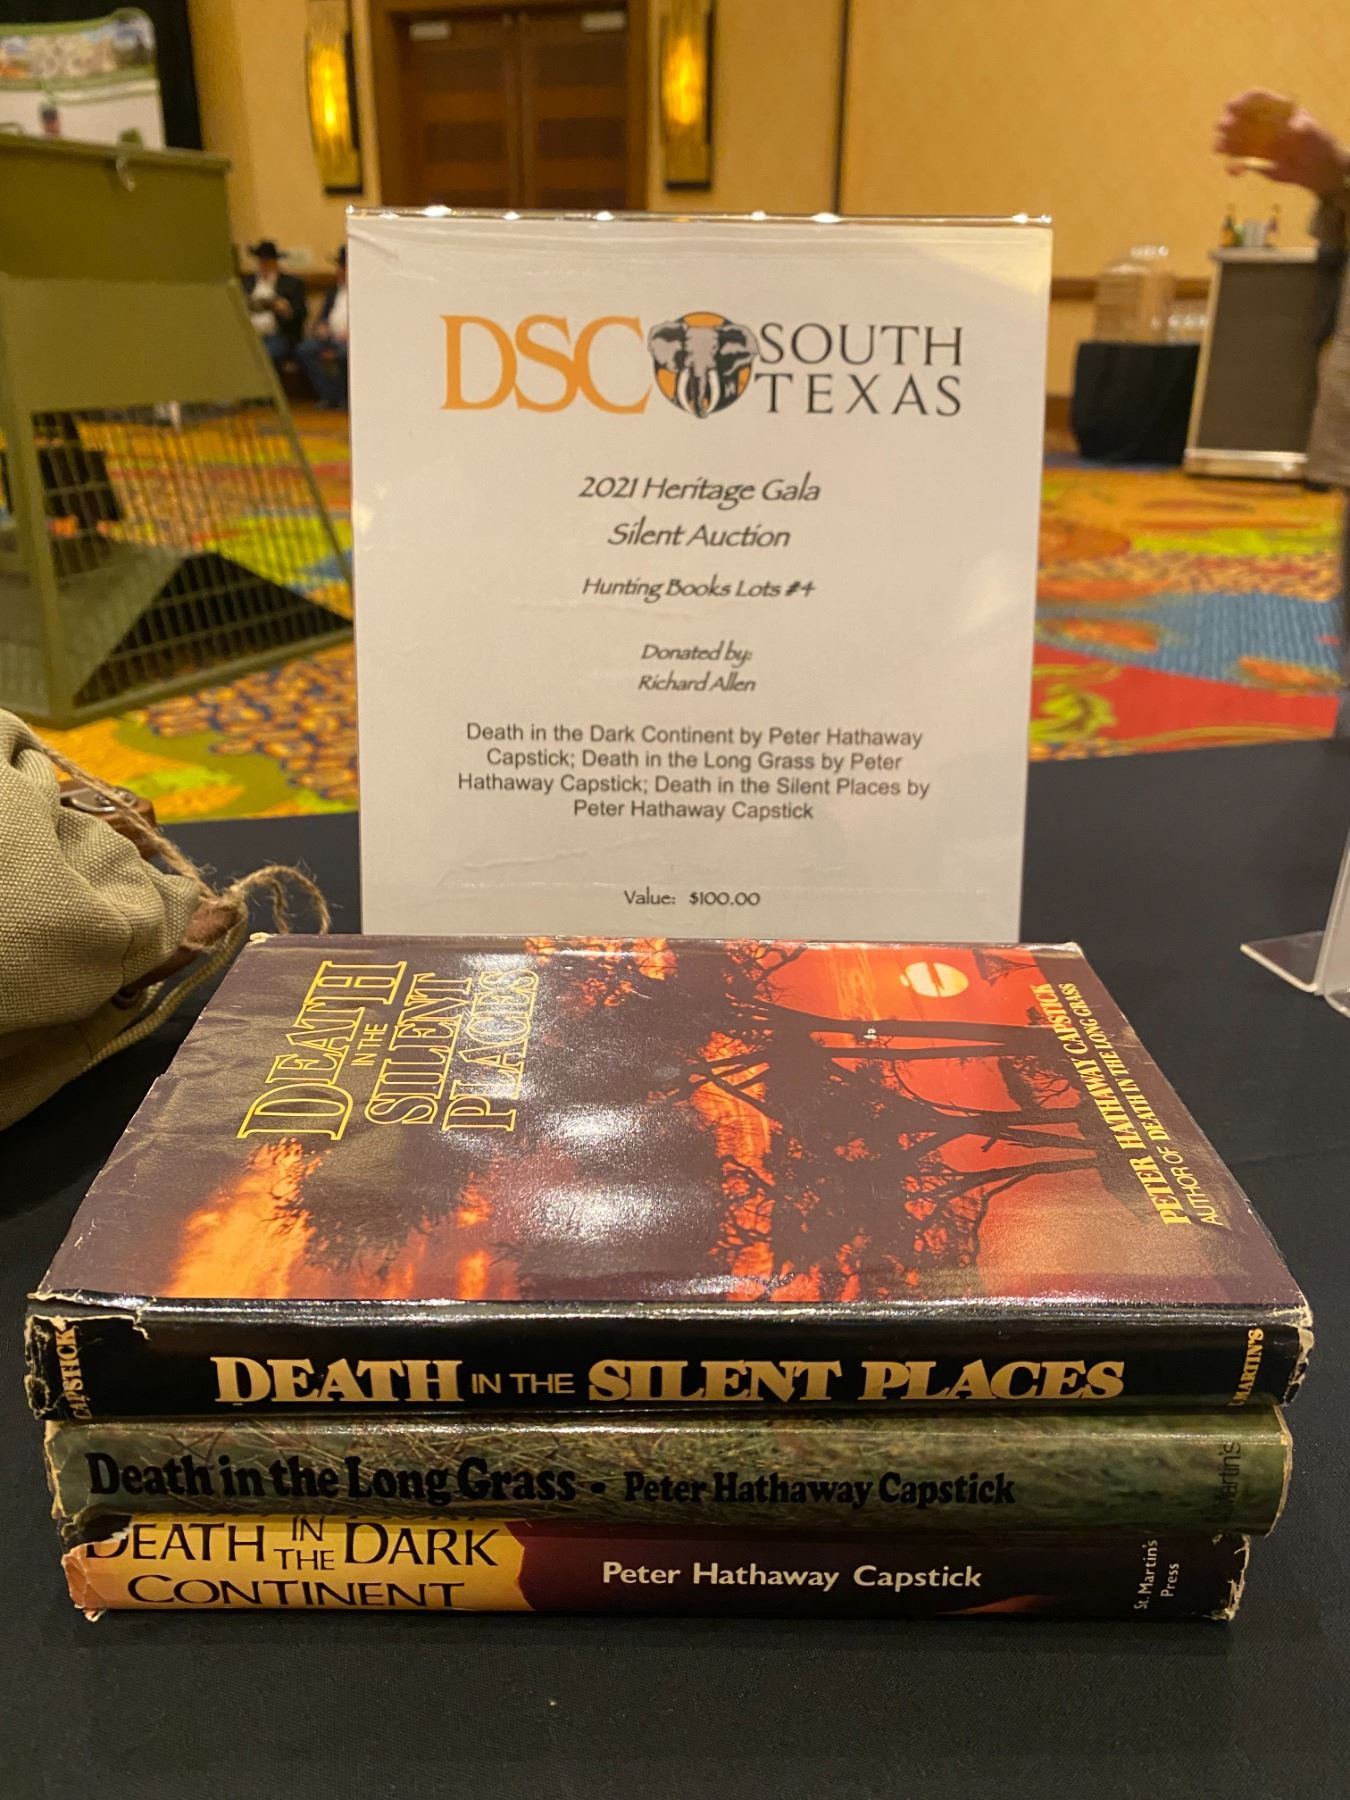 DSC SOUTH
TEXAS
2021 Heritage Gala
Silent Auction
Hunting Books Lots #4
Donated by:
Richard Allen
Death in the Dark Continent by Peter Hathaway
Capstick; Death in the Long Grass by Peter
Hathaway Capstick; Death in the Silent Places by
Peter Hathaway Capstick
Value: $100.00
DEATH
IN THE
SILENT
PLACES
PETER HATHAWAY CAPSTICK
AUTHOR OF DEATH IN THE LONG GRASS
CAPSTICK
DEATH IN THE SILENT PLACES
MARTIN'S
Death in the Long Grass • Peter Hathaway Capstick
Martin's
DEATH IN THE DARK
CONTINENT
Peter Hathaway Capstick
St. Martin's
Press